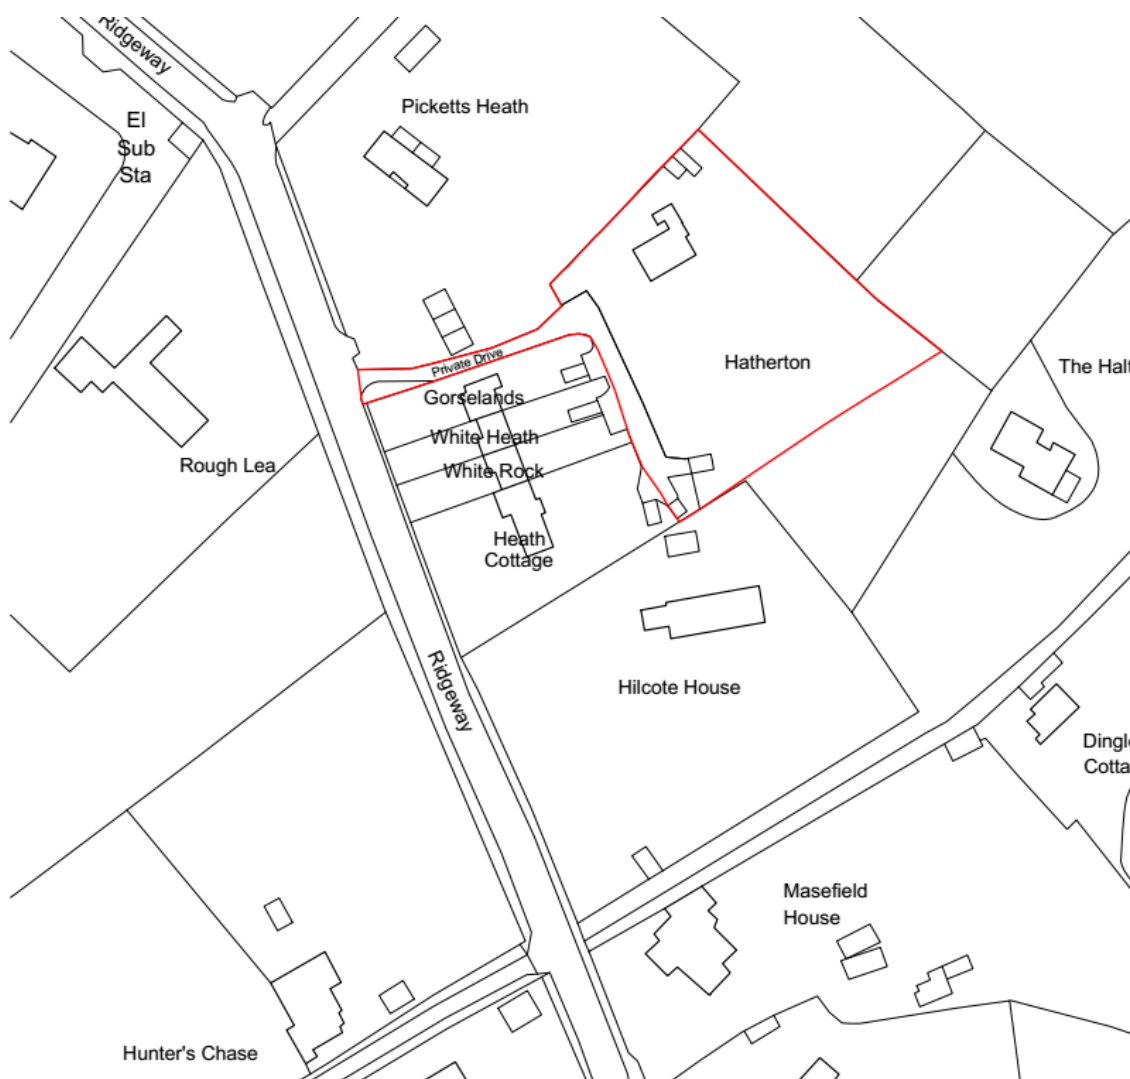 Ridgeway
Picketts Heath
El
Sub
Sta
Private Drive
Hatherton
The Halt
Gorselands
White Heath
Rough Lea
White Rock
Heath
Cottage
Hilcote House
Ridgeway
Dingl
Cotta
Masefield
House
Hunter's Chase